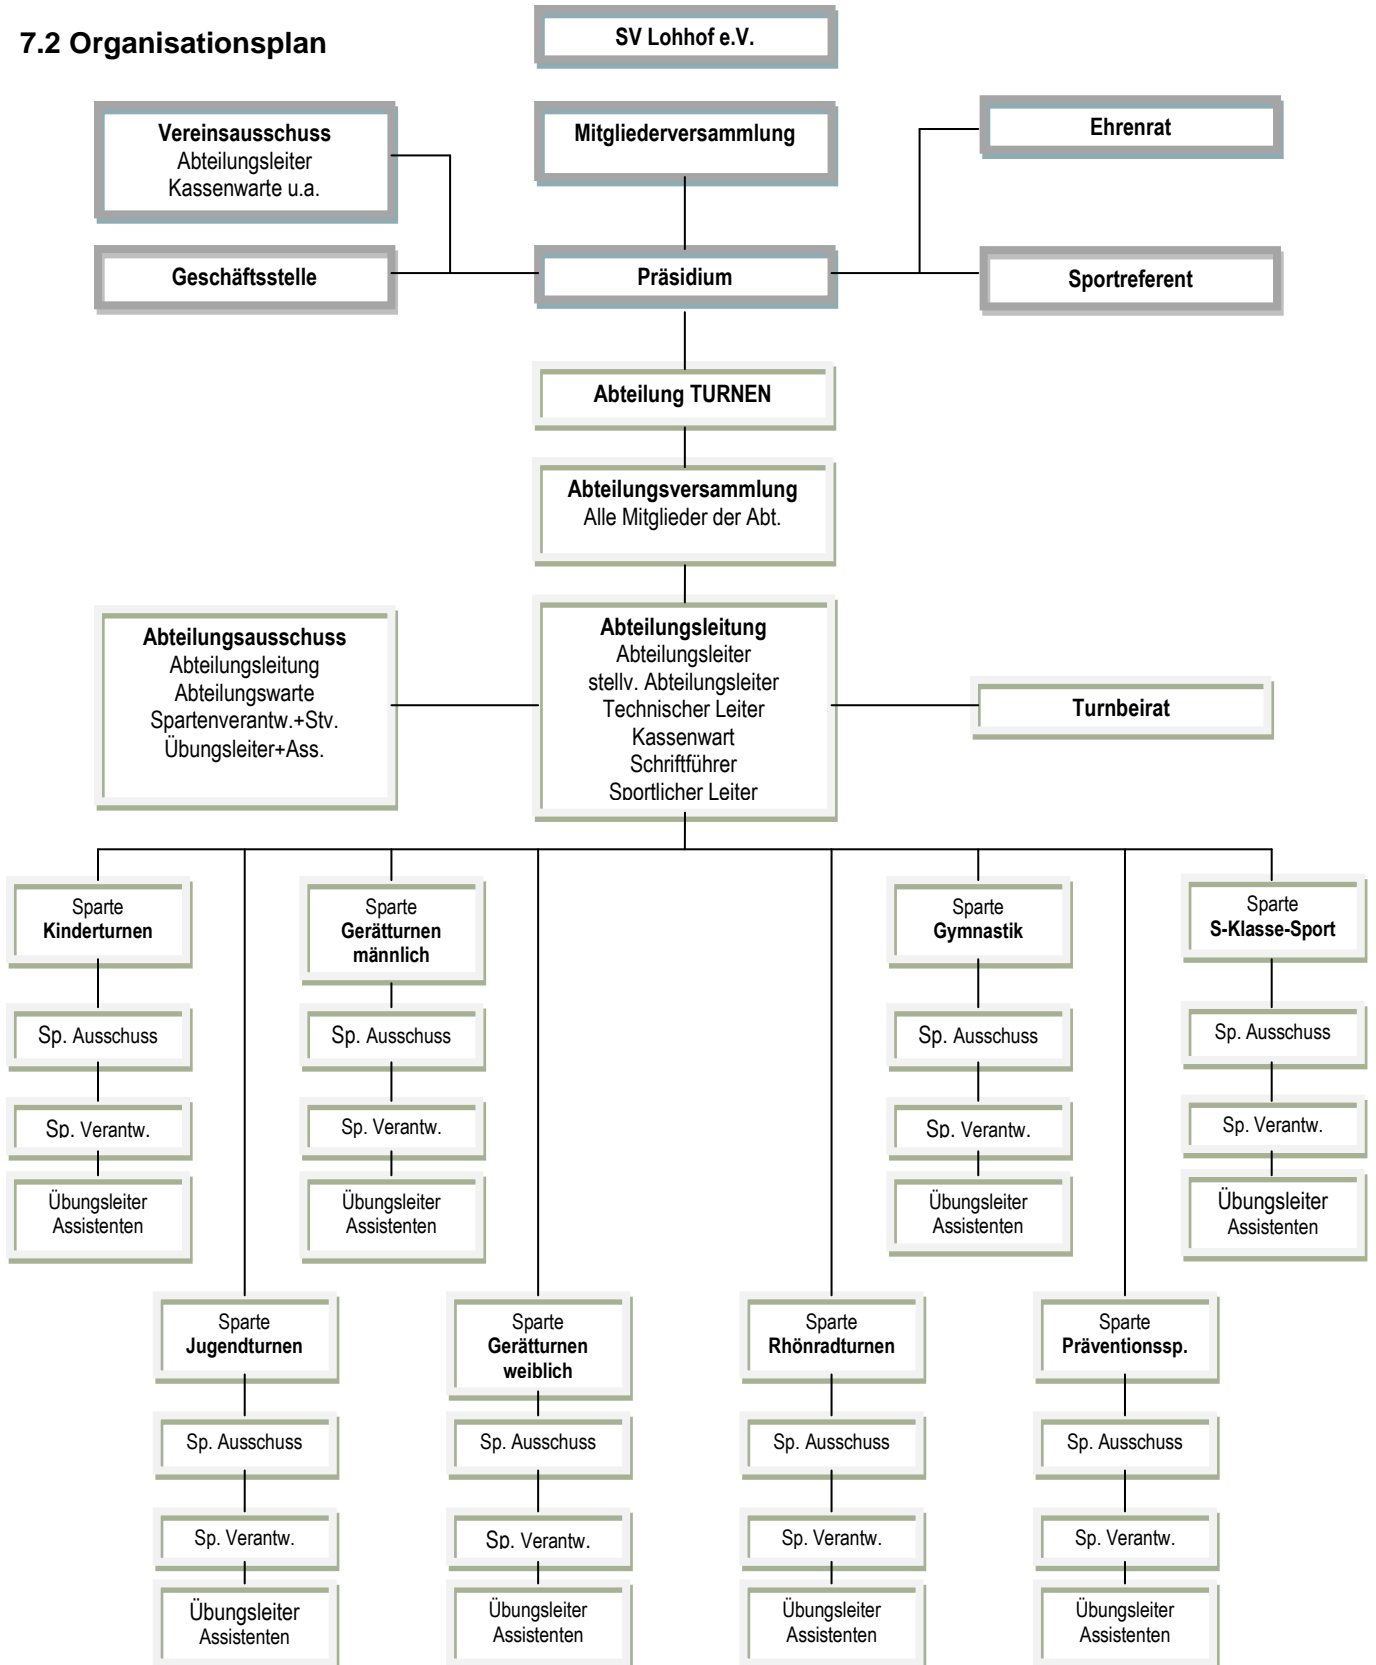 7.2 Organisationsplan
SV Lohhof e.V.
Vereinsausschuss
Abteilungsleiter
Kassenwarte u.a.
Mitgliederversammlung
Ehrenrat
Geschäftsstelle
Präsidium
Sportreferent
Abteilung TURNEN
Abteilungsversammlung
Alle Mitglieder der Abt.
Abteilungsausschuss
Abteilungsleitung
Abteilungswarte
Spartenverantw.+Stv.
Übungsleiter+Ass.
Abteilungsleitung
Abteilungsleiter
stellv. Abteilungsleiter
Technischer Leiter
Kassenwart
Schriftführer
Sportlicher Leiter
Turnbeirat
Sparte
Kinderturnen
Sparte
Gerätturnen
männlich
Sparte
Gymnastik
Sparte
S-Klasse-Sport
Sp. Ausschuss
Sp. Ausschuss
Sp. Ausschuss
Sp. Ausschuss
Sp. Verantw.
Sp. Verantw.
Sp. Verantw.
Sp. Verantw.
Übungsleiter
Assistenten
Übungsleiter
Assistenten
Übungsleiter
Assistenten
Übungsleiter
Assistenten
Sparte
Jugendturnen
Sparte
Gerätturnen
weiblich
Sparte
Rhönradturnen
Sparte
Präventionssp.
Sp. Ausschuss
Sp. Ausschuss
Sp. Ausschuss
Sp. Ausschuss
Sp. Verantw.
Sp. Verantw.
Sp. Verantw.
Sp. Verantw.
Übungsleiter
Assistenten
Übungsleiter
Assistenten
Übungsleiter
Assistenten
Übungsleiter
Assistenten